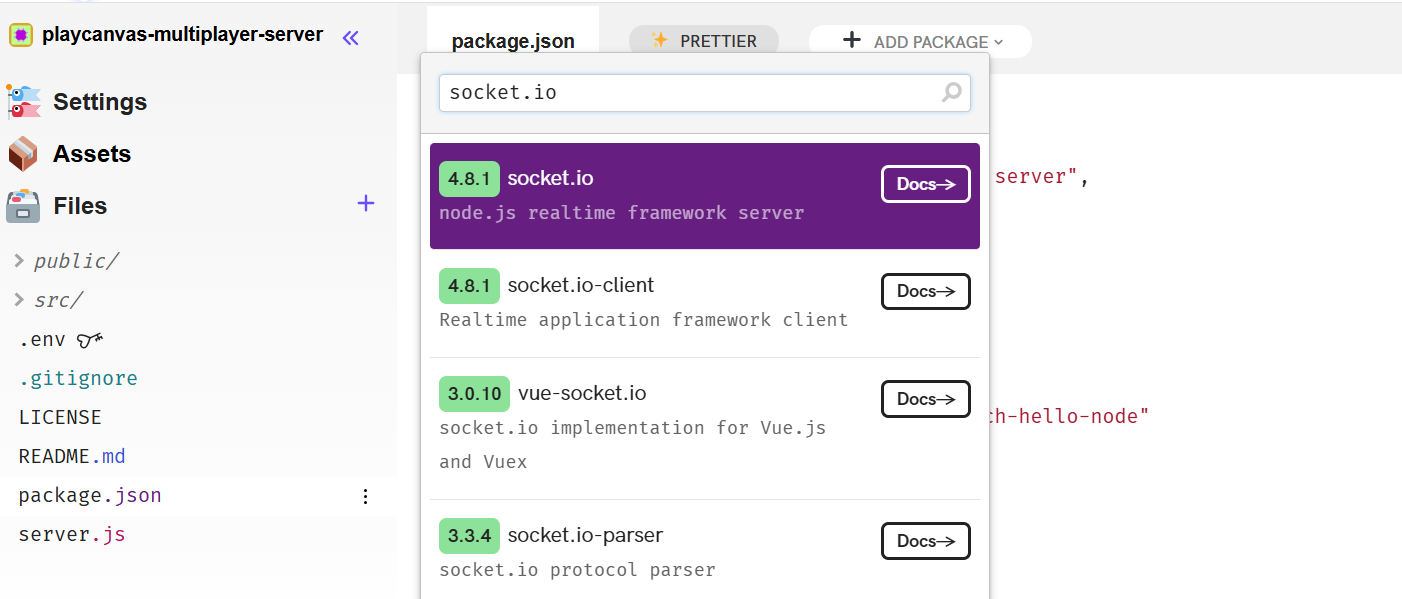 playcanvas-multiplayer-server
Settings
Assets
Files
public/
src/
.env
.gitignore
LICENSE
README.md
package.json
server.js
package.json
PRETTIER
ADD PACKAGE
socket.io
4.8.1 socket.io
Docs→
node.js realtime framework server
4.8.1 socket.io-client
Docs→
Realtime application framework client
3.0.10 vue-socket.io
Docs→
socket.io implementation for Vue.js
and Vuex
3.3.4 socket.io-parser
Docs→
socket.io protocol parser
server",
ch-hello-node"